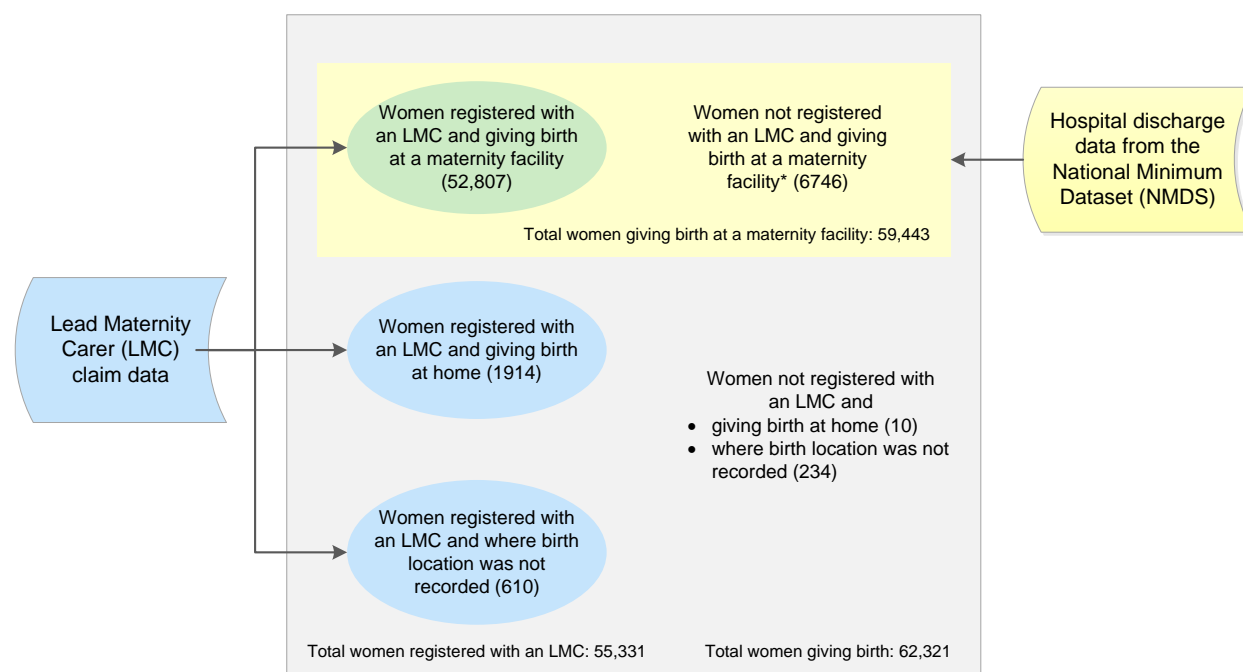 Women registered with
an LMC and giving birth
at a maternity facility
(52,807)
Women not registered
with an LMC and giving
birth at a maternity
facility* (6746)
Total women giving birth at a maternity facility: 59,443
Hospital discharge
data from the
National Minimum
Dataset (NMDS)
Lead Maternity
Carer (LMC)
claim data
Women registered with
an LMC and giving birth
at home (1914)
Women not registered with
an LMC and
• giving birth at home (10)
• where birth location was not
recorded (234)
Women registered with
an LMC and where birth
location was not
recorded (610)
Total women registered with an LMC: 55,331
Total women giving birth: 62,321